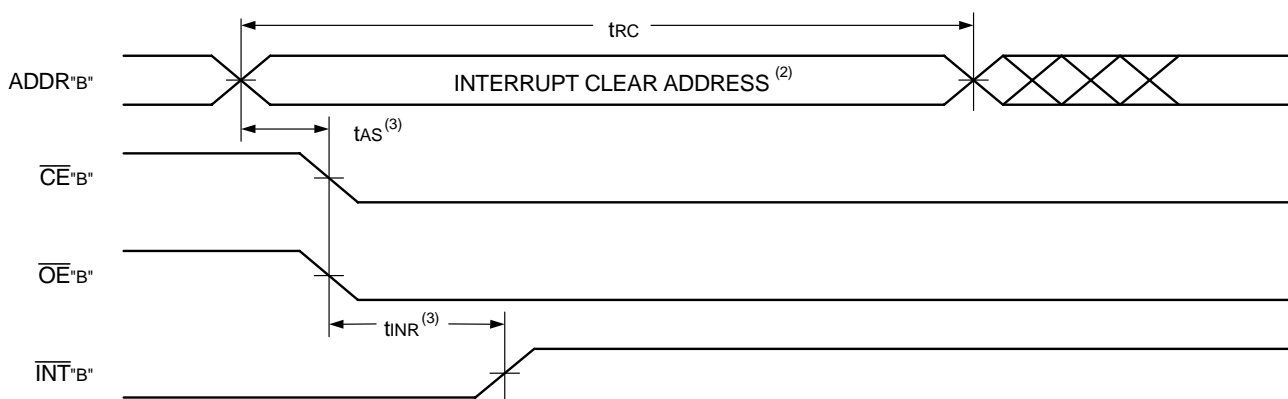 tRC
ADDR"B"
INTERRUPT CLEAR ADDRESS (2)
tAS(3)
CE"B"
OE"B"
tINR(3)
INT"B"